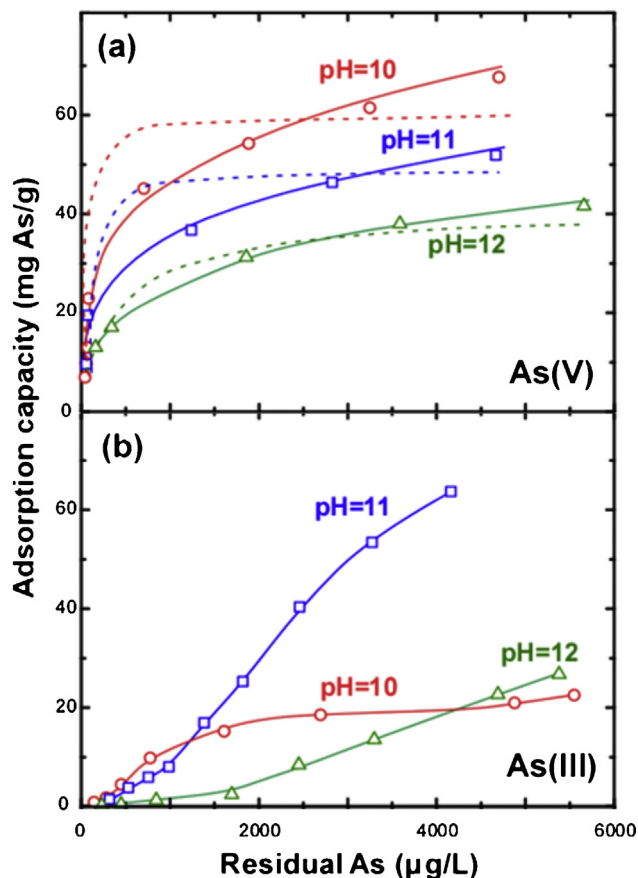 (a)
pH=10
pH=11
pH=12
As(V)
60
40
20
0
Adsorption capacity (mg As/g)
(b)
pH=11
pH=12
pH=10
As(III)
60
40
20
0
0 2000 4000 6000
Residual As (µg/L)